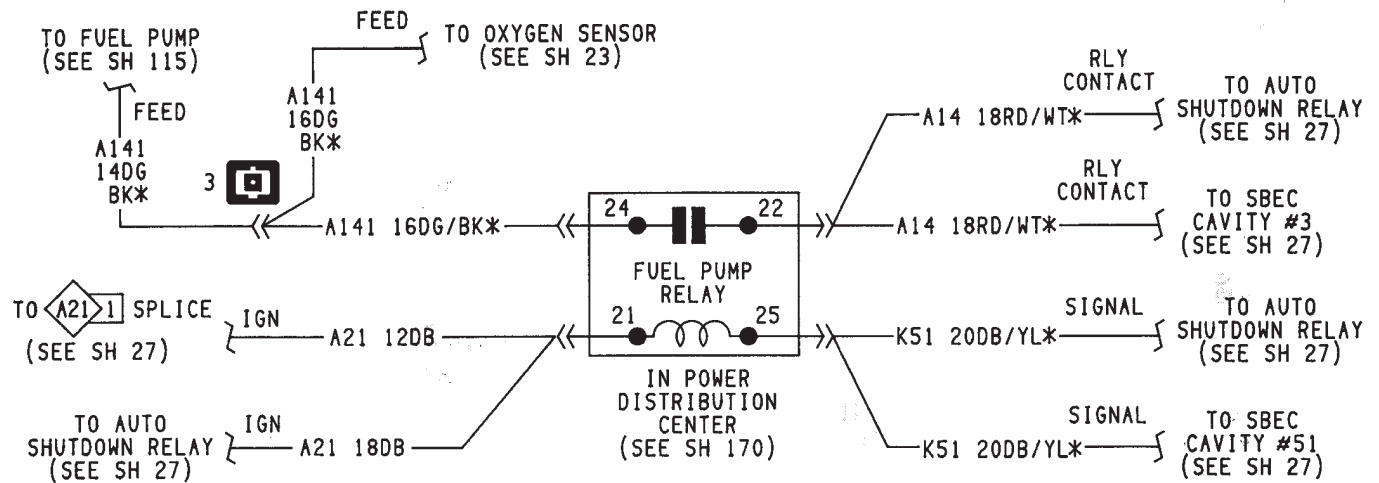 FEED
TO OXYGEN SENSOR
(SEE SH 23)
TO FUEL PUMP
(SEE SH 115)
FEED
A141
16DG
BK*
A141
14DG
BK*
3
A141 16DG/BK*
24
22
FUEL PUMP
RELAY
21
25
IN POWER
DISTRIBUTION
CENTER
(SEE SH 170)
TO A21 1 SPLICE
(SEE SH 27)
IGN
A21 12DB
TO AUTO
SHUTDOWN RELAY
(SEE SH 27)
IGN
A21 18DB
RLY
CONTACT
A14 18RD/WT*
TO AUTO
SHUTDOWN RELAY
(SEE SH 27)
RLY
CONTACT
A14 18RD/WT*
TO SBEC
CAVITY #3
(SEE SH 27)
SIGNAL
K51 20DB/YL*
TO AUTO
SHUTDOWN RELAY
(SEE SH 27)
SIGNAL
K51 20DB/YL*
TO SBEC
CAVITY #51
(SEE SH 27)